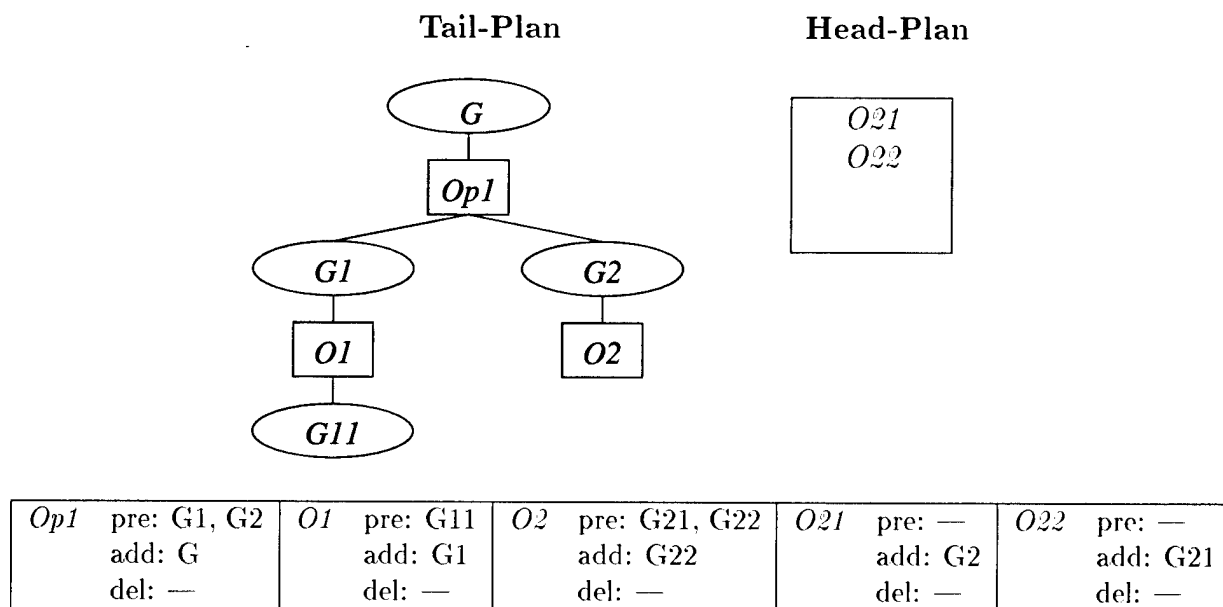 Tail-Plan Head-Plan
G
O21
O22
Op1
G1 G2
O1 O2
G11
Op1 pre: G1, G2 O1 pre: G11 O2 pre: G21, G22 O21 pre: — O22 pre: —
add: G add: G1 add: G22 add: G2 add: G21
del: — del: — del: — del: — del: —